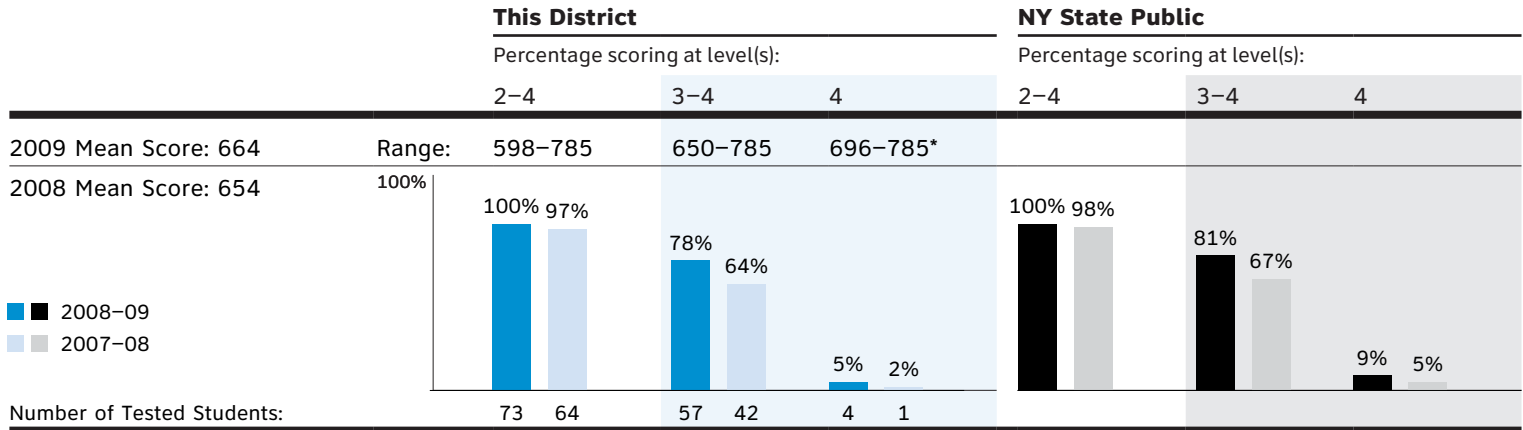 This District NY State Public
Percentage scoring at level(s): Percentage scoring at level(s):
2–4 3–4 4 2–4 3–4 4
2009 Mean Score: 664 Range: 598–785 650–785 696–785*
2008 Mean Score: 654 100%
100% 97% 78% 64% 5% 2% 100% 98% 81% 67% 9% 5%
2008–09
2007–08
Number of Tested Students: 73 64 57 42 4 1